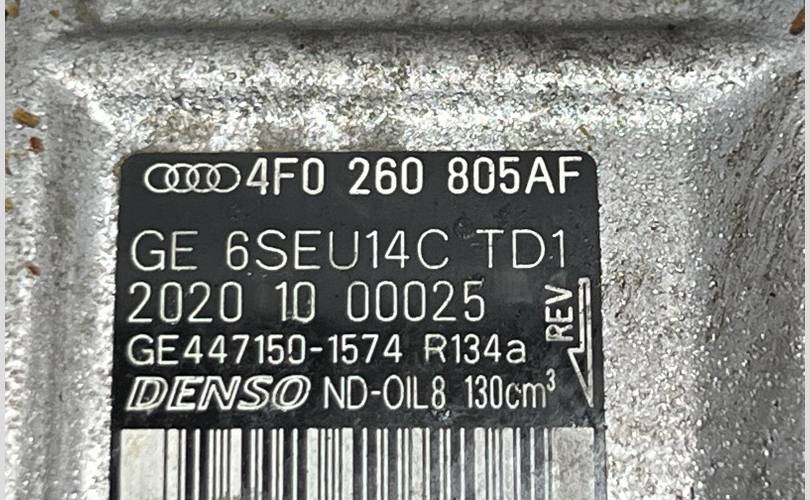 4F0 260 805AF
GE 6SEU14C TD1
2020 10 00025
REV
GE447150-1574 R134a
DENSO ND-OIL8 130cm³